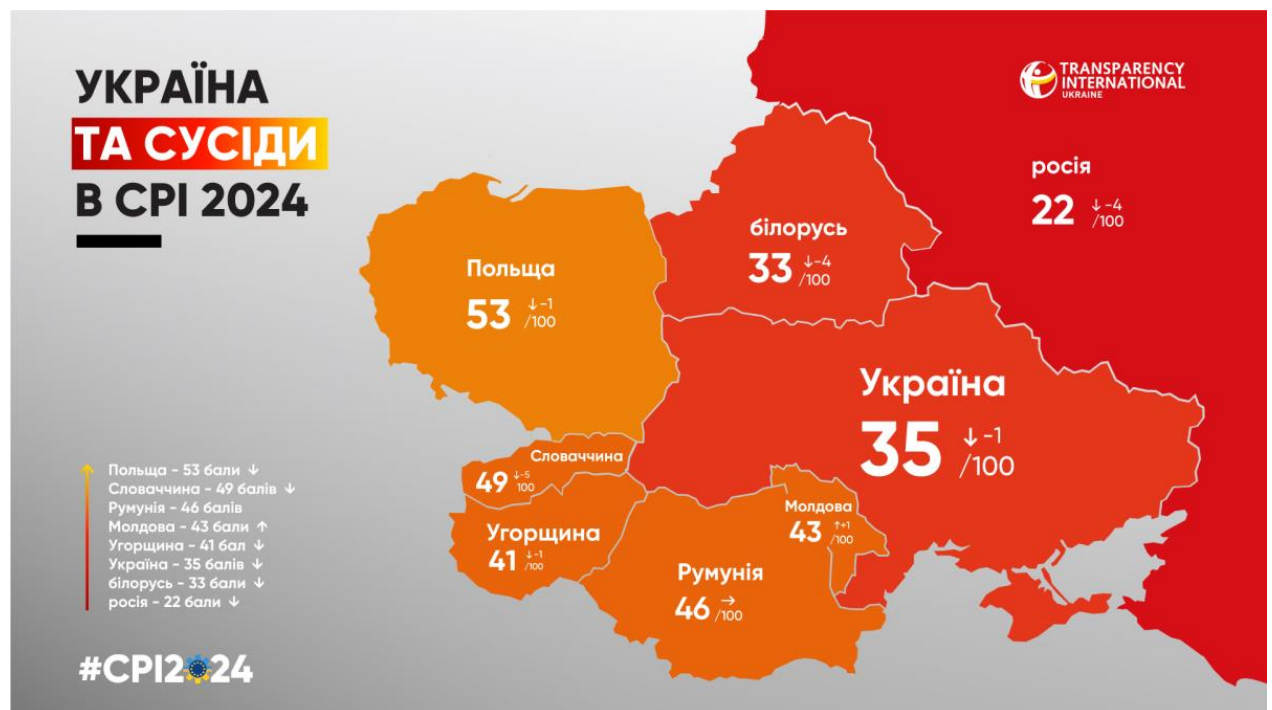 УКРАЇНА
ТА СУСІДИ
В СРІ 2024
TRANSPARENCY
INTERNATIONAL
UKRAINE
росія
22 ↓-4
/100
білорусь
33 ↓-4
/100
Польща
53 ↓-1
/100
Україна
35 ↓-1
/100
Словаччина
49 ↓-5
100
Молдова
43 ↑+1
/100
Угорщина
41 ↓-1
/100
Румунія
46 →
/100
Польща - 53 бали ↓
Словаччина - 49 балів ↓
Румунія - 46 балів
Молдова - 43 бали ↑
Угорщина - 41 бал ↓
Україна - 35 балів ↓
білорусь - 33 бали ↓
росія - 22 бали ↓
#CPI2024